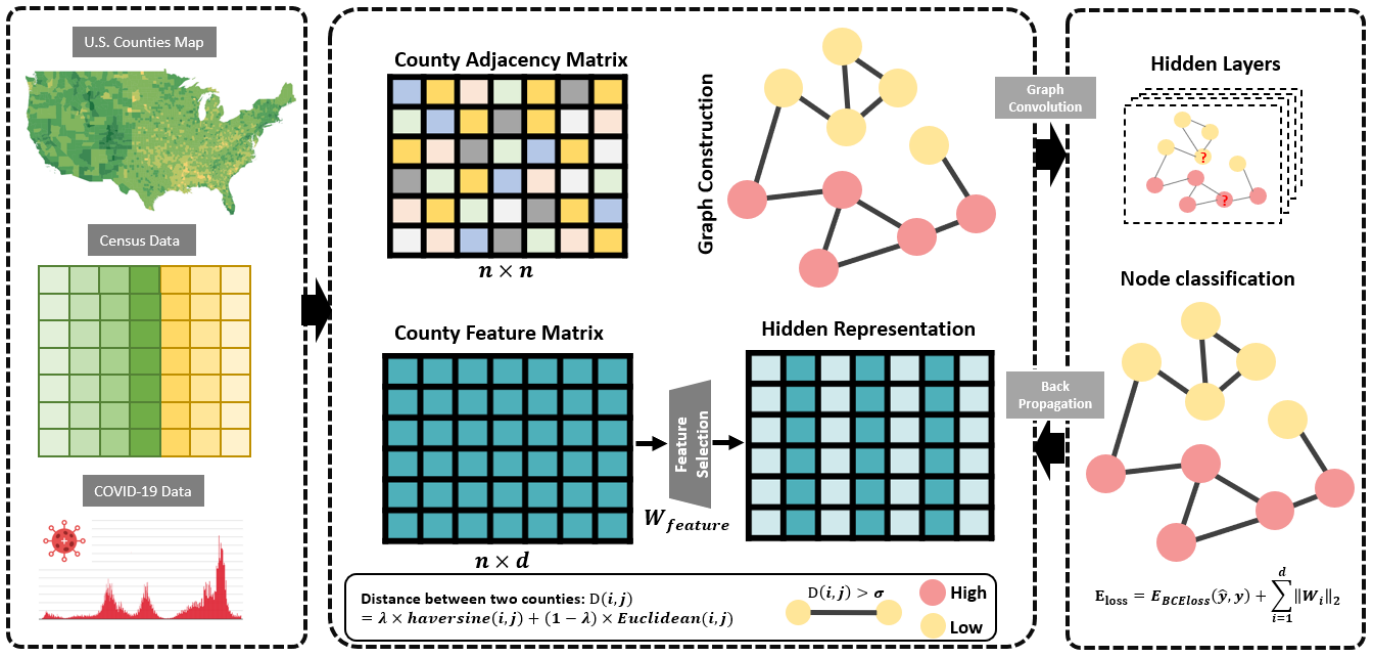 U.S. Counties Map
Census Data
COVID-19 Data
County Adjacency Matrix
n × n
Graph Construction
County Feature Matrix
n × d
Feature
Selection
W_feature
Hidden Representation
Distance between two counties: D(i,j)
= λ × haversine(i,j) + (1 − λ) × Euclidean(i,j)
D(i,j) > σ
High
Low
Graph
Convolution
Back
Propagation
Hidden Layers
?
?
Node classification
E_loss = E_BCEloss(ŷ, y) + ∑_{i=1}^{d} ‖W_i‖_2